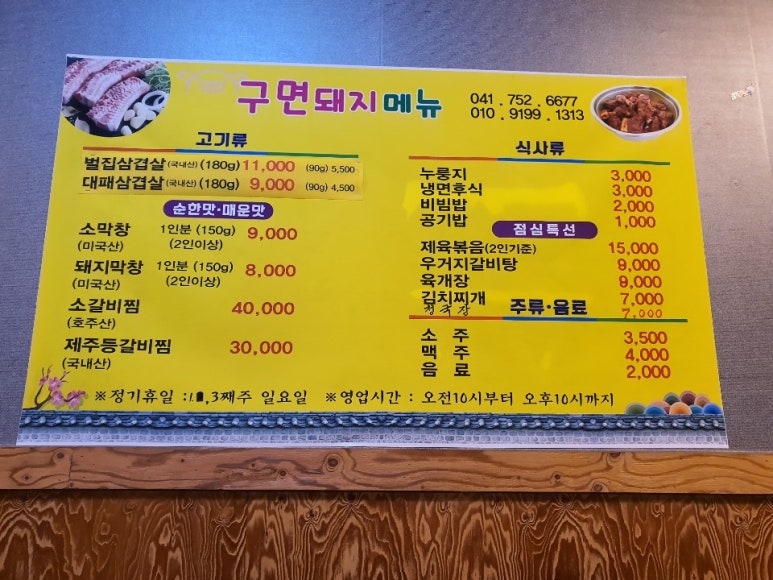 구면돼지메뉴
041 . 752 . 6677
010 . 9199 . 1313
고기류
벌집삼겹살(국내산)(180g)11,000 (90g) 5,500
대패삼겹살(국내산)(180g) 9,000 (90g) 4,500
순한맛·매운맛
소막창 1인분 (150g) 9,000
(미국산) (2인이상)
돼지막창 1인분 (150g) 8,000
(미국산) (2인이상)
소갈비찜 40,000
(호주산)
제주등갈비찜 30,000
(국내산)
식사류
누룽지 3,000
냉면후식 3,000
비빔밥 2,000
공기밥 1,000
점심특선
제육볶음(2인기준) 15,000
우거지갈비탕 9,000
육개장 9,000
김치찌개 7,000
청국장 7,000
주류·음료
소 주 3,500
맥 주 4,000
음 료 2,000
※정기휴일 :1,3째주 일요일 ※영업시간 : 오전10시부터 오후10시까지